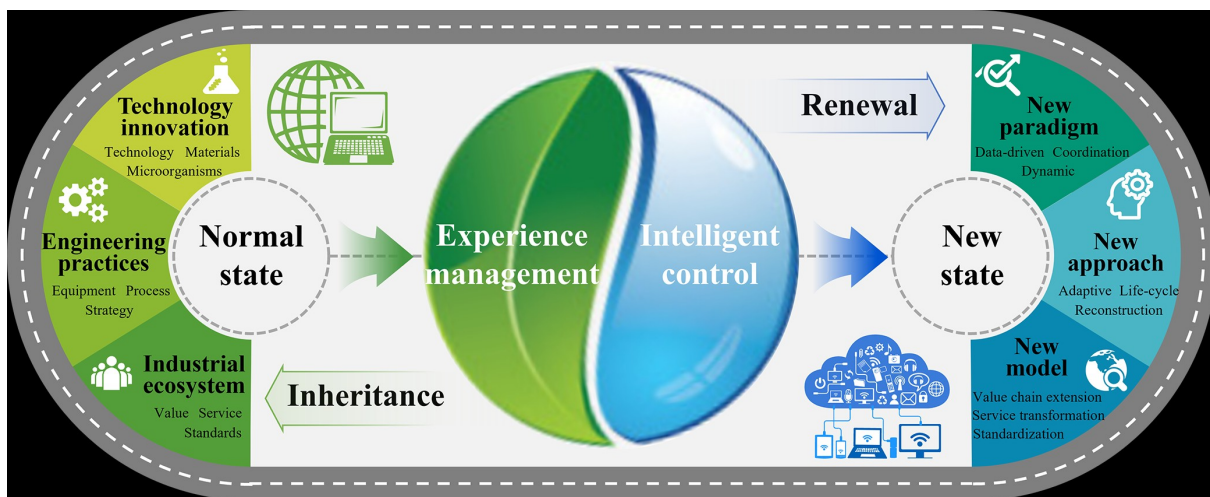 Technology
innovation
Technology Materials
Microorganisms
Engineering
practices
Equipment Process
Strategy
Industrial
ecosystem
Value Service
Standards
Normal
state
Experience
management
Intelligent
control
Inheritance
Renewal
New
state
New
paradigm
Data-driven Coordination
Dynamic
New
approach
Adaptive Life-cycle
Reconstruction
New
model
Value chain extension
Service transformation
Standardization